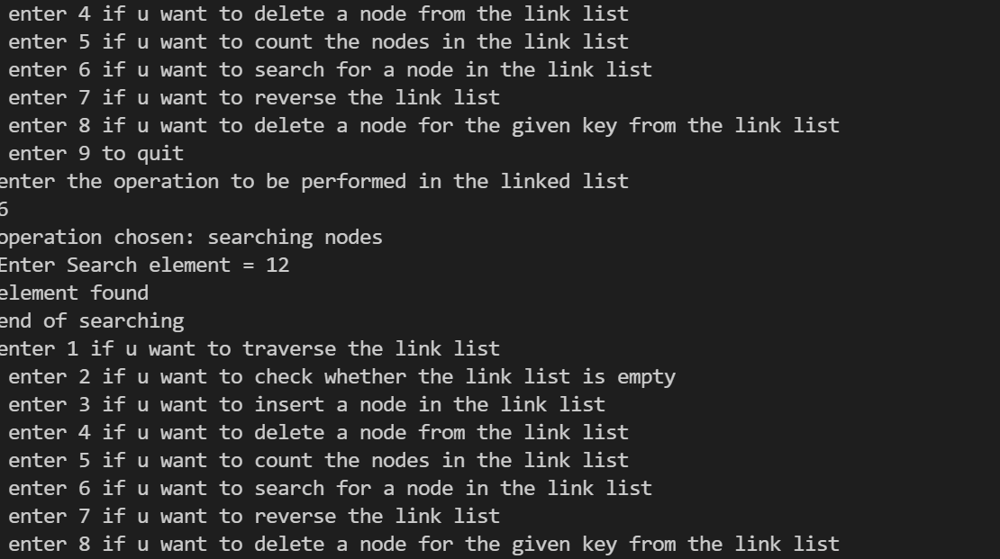 enter 4 if u want to delete a node from the link list
enter 5 if u want to count the nodes in the link list
enter 6 if u want to search for a node in the link list
enter 7 if u want to reverse the link list
enter 8 if u want to delete a node for the given key from the link list
enter 9 to quit
enter the operation to be performed in the linked list
6
operation chosen: searching nodes
Enter Search element = 12
element found
end of searching
enter 1 if u want to traverse the link list
enter 2 if u want to check whether the link list is empty
enter 3 if u want to insert a node in the link list
enter 4 if u want to delete a node from the link list
enter 5 if u want to count the nodes in the link list
enter 6 if u want to search for a node in the link list
enter 7 if u want to reverse the link list
enter 8 if u want to delete a node for the given key from the link list